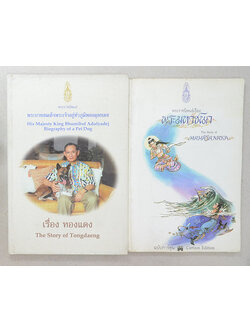 พระบาทสมเด็จพระเจ้าอยู่หัวภูมิพลอดุลยเดช
His Majesty King Bhumibol Adulyadej
Biography of a Pet Dog
เรื่อง ทองแดง
The Story of Tongdaeng
พระราชนิพนธ์เรื่อง
พระมหาชนก
The Story of
MAHAJANAKA
ฉบับการ์ตูน
Cartoon Edition